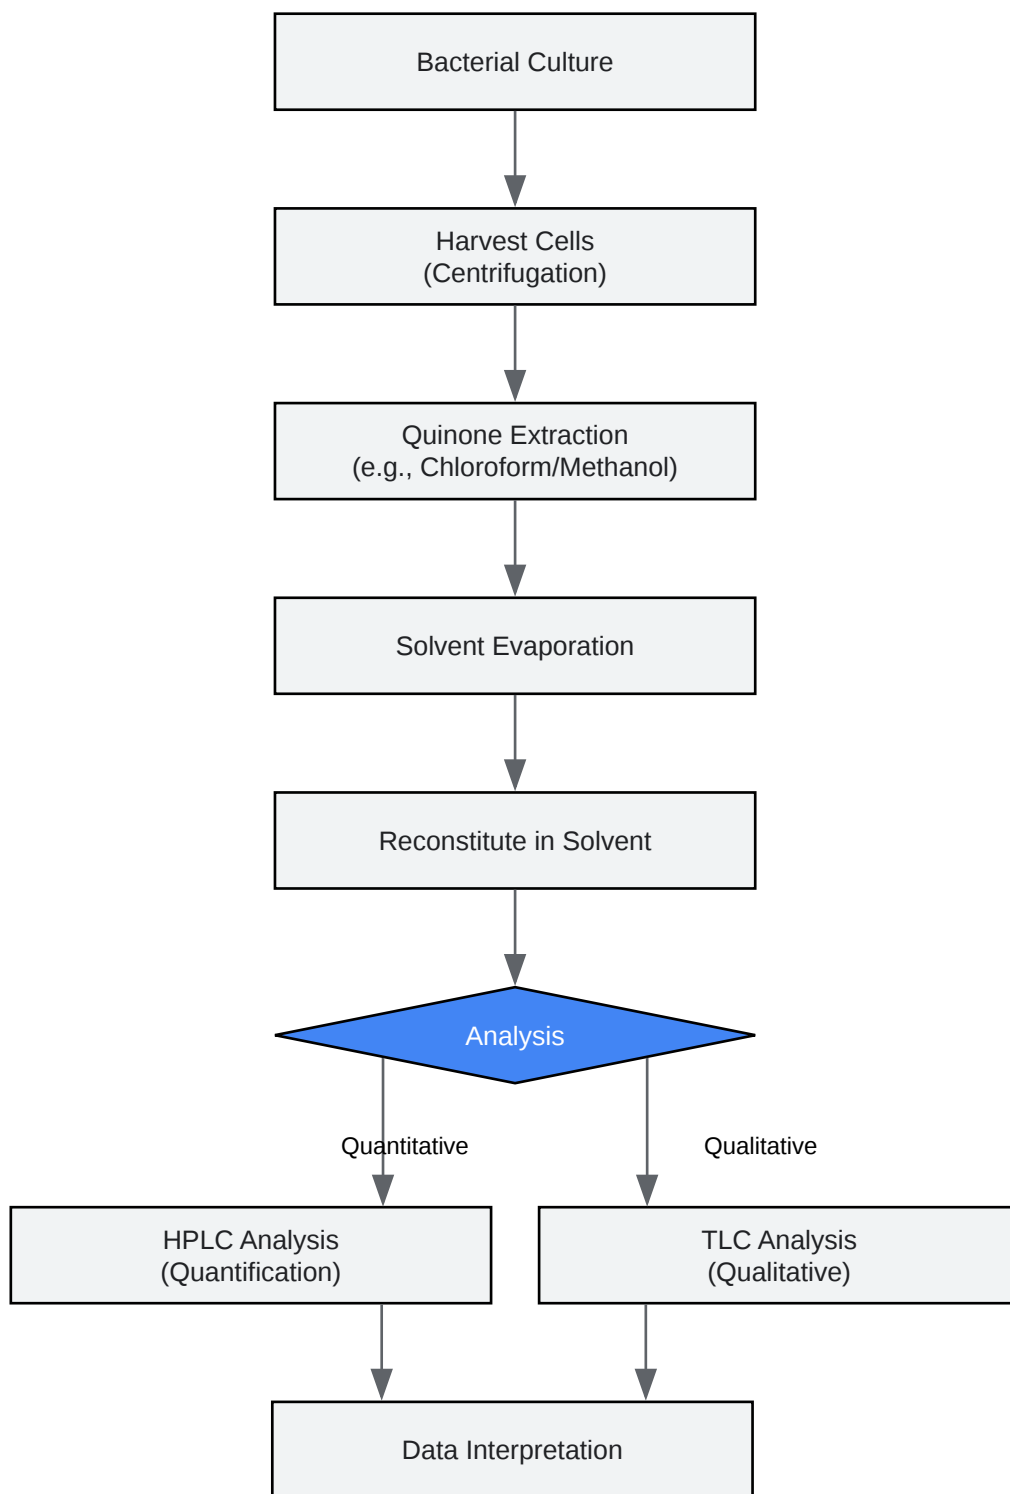 Bacterial Culture
Harvest Cells
(Centrifugation)
Quinone Extraction
(e.g., Chloroform/Methanol)
Solvent Evaporation
Reconstitute in Solvent
Analysis
Quantitative
Qualitative
HPLC Analysis
(Quantification)
TLC Analysis
(Qualitative)
Data Interpretation